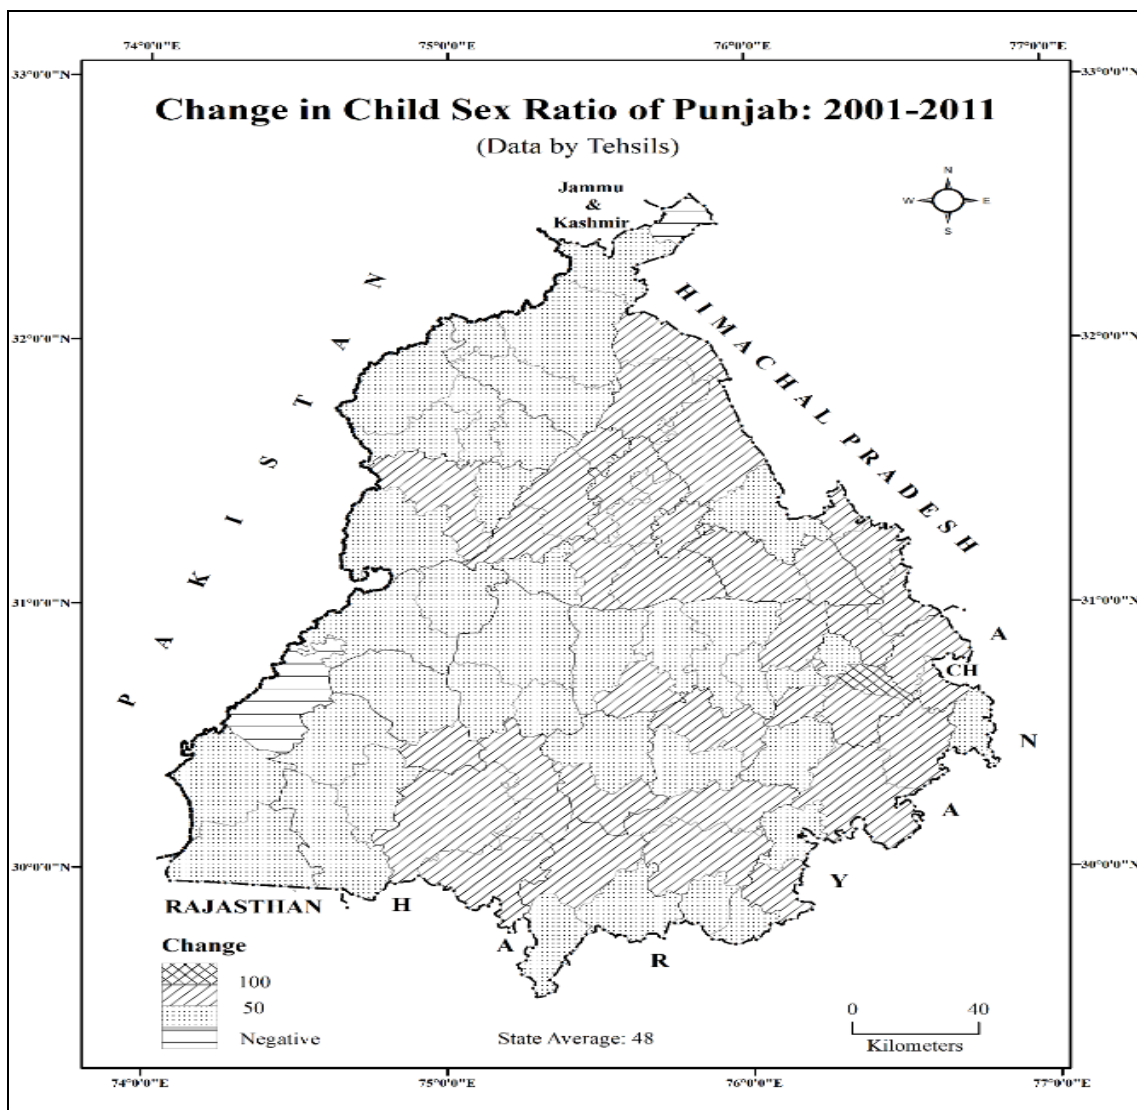 74°0'0"E 75°0'0"E 76°0'0"E 77°0'0"E
33°0'0"N 33°0'0"N
Change in Child Sex Ratio of Punjab: 2001-2011
(Data by Tehsils)
Jammu
&
Kashmir
N
W E
S
PAKISTAN
HIMACHAL PRADESH
32°0'0"N 32°0'0"N
31°0'0"N 31°0'0"N
CH
HARYANA
30°0'0"N 30°0'0"N
RAJASTHAN
Change
100
50
Negative
State Average: 48
0 40
Kilometers
74°0'0"E 75°0'0"E 76°0'0"E 77°0'0"E